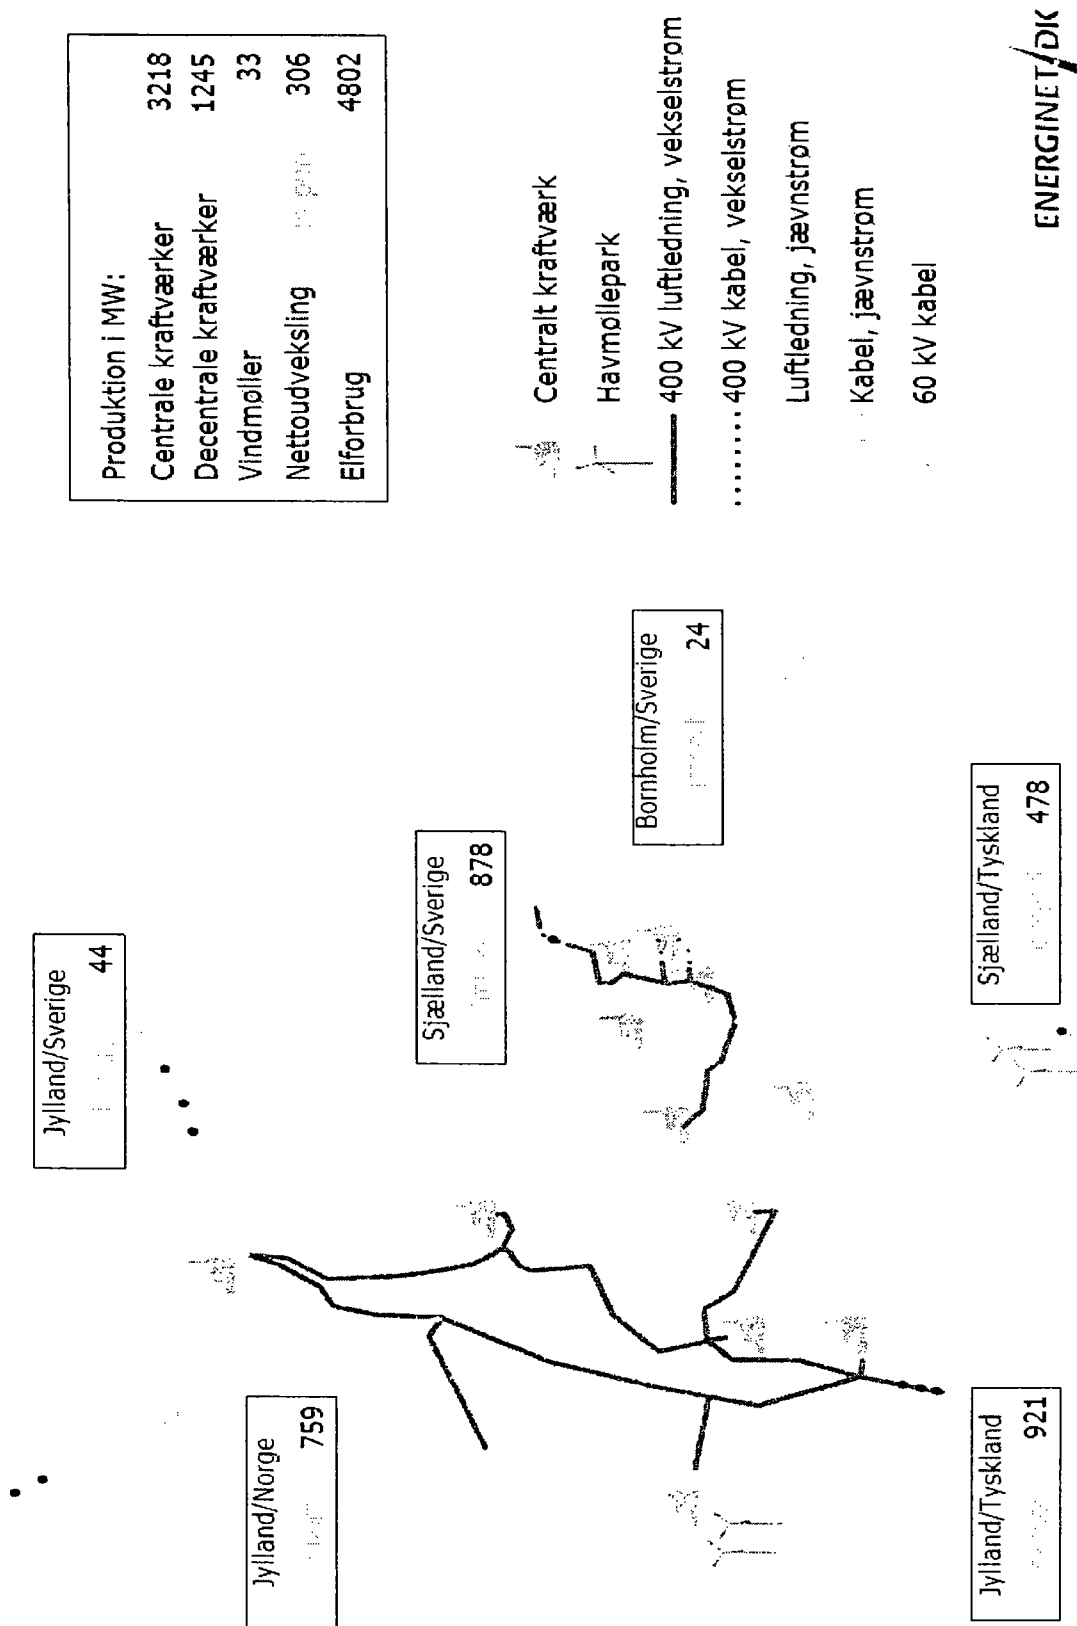 Produktion i MW:
Centrale kraftværker 3218
Decentrale kraftværker 1245
Vindmøller 33
Nettoudveksling 306
Elforbrug 4802
Jylland/Sverige
44
Jylland/Norge
759
Sjælland/Sverige
878
Bornholm/Sverige
24
Jylland/Tyskland
921
Sjælland/Tyskland
478
Centralt kraftværk
Havmøllepark
400 kV luftledning, vekselstrøm
400 kV kabel, vekselstrøm
Luftledning, jævnstrøm
Kabel, jævnstrøm
60 kV kabel
ENERGINET/DK